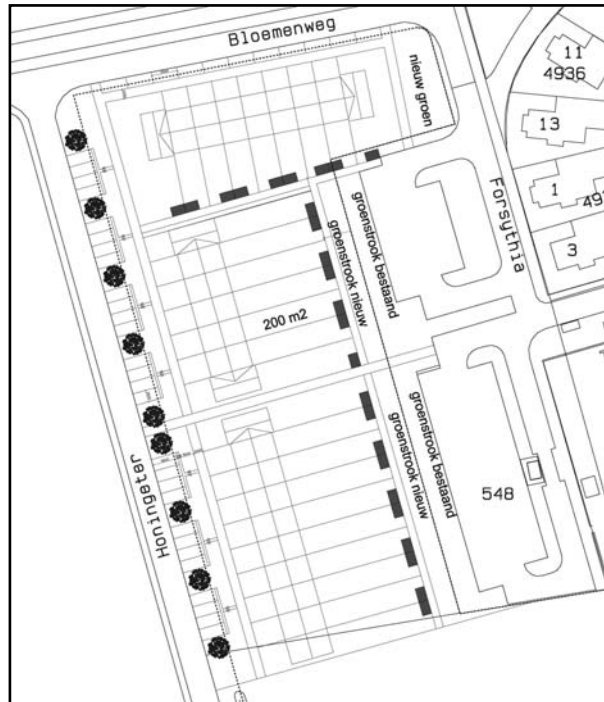 Bloemenweg
11
4936
nieuw groen
13
Forsythia
1
3
groenstrook bestaand
groenstrook nieuw
200 m2
groenstrook bestaand
groenstrook nieuw
Honingeter
548